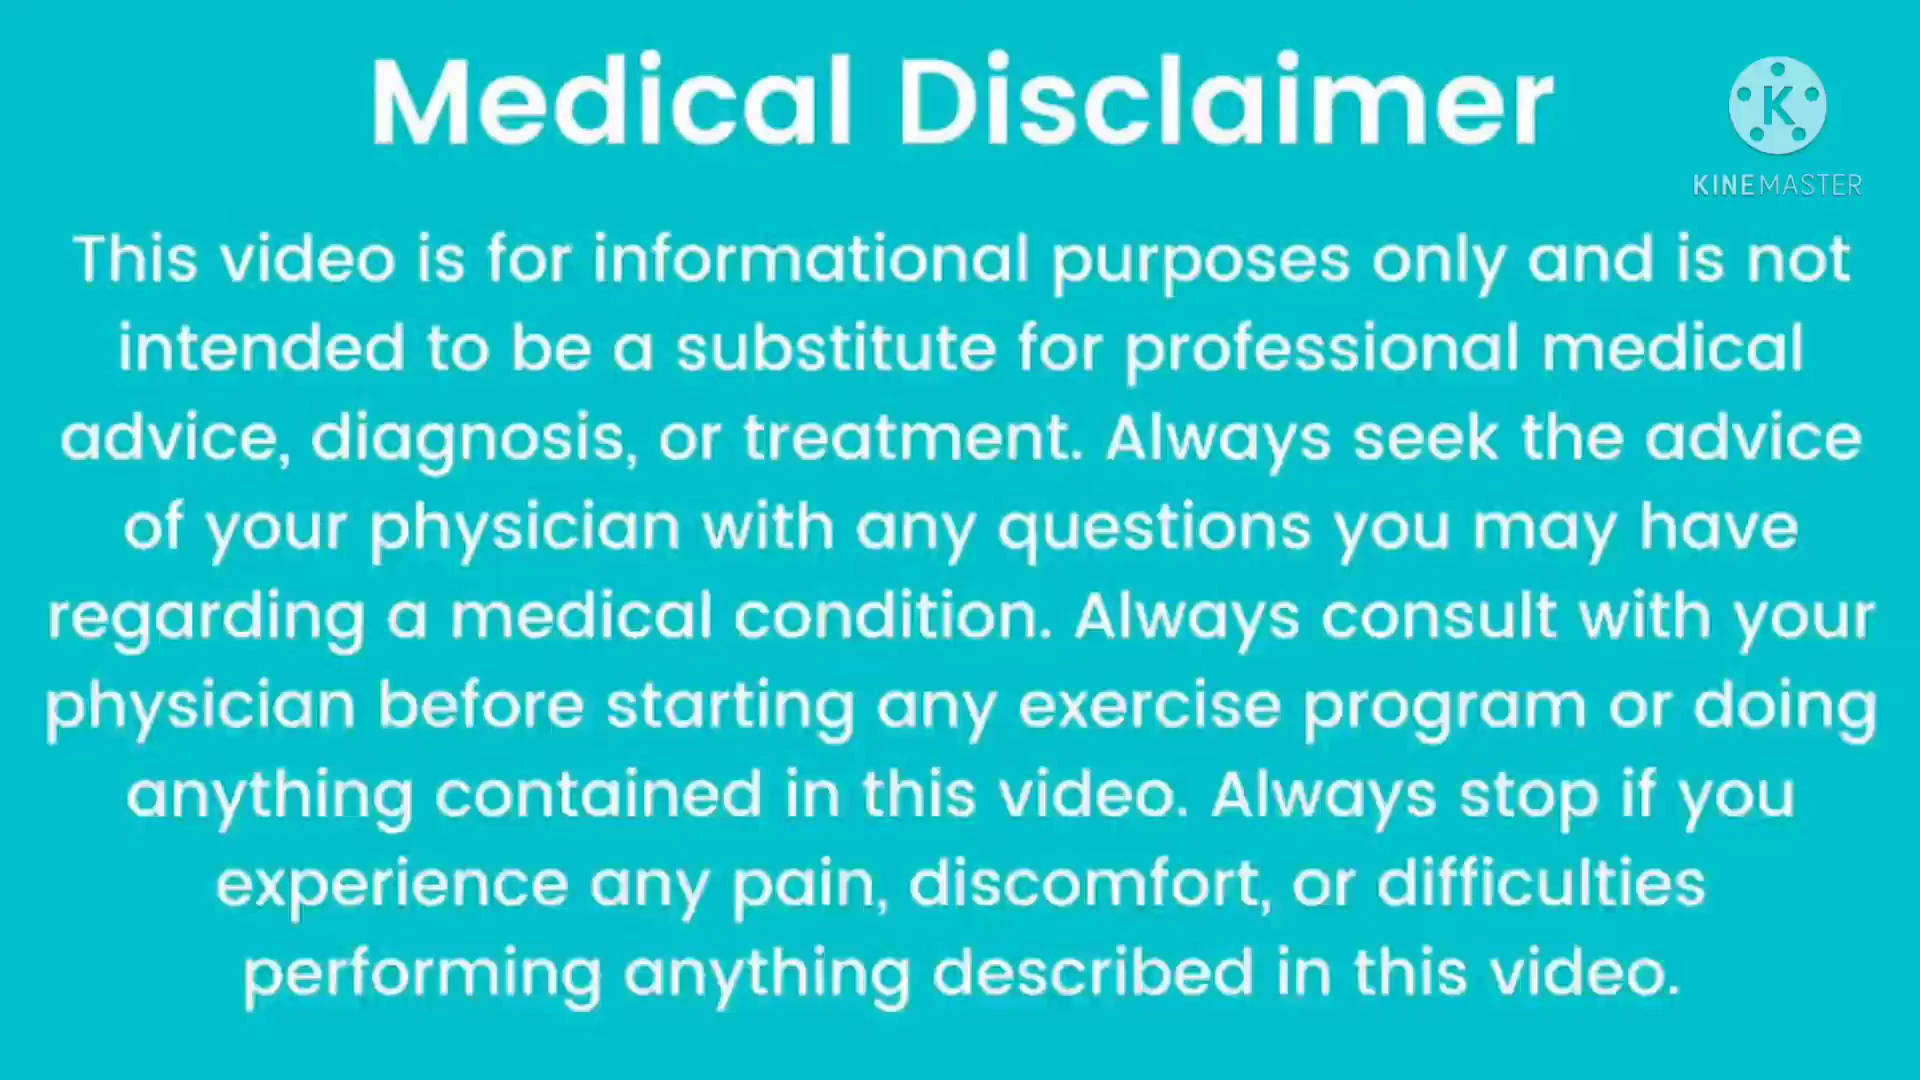 Medical Disclaimer
K
KINEMASTER
This video is for informational purposes only and is not
intended to be a substitute for professional medical
advice, diagnosis, or treatment. Always seek the advice
of your physician with any questions you may have
regarding a medical condition. Always consult with your
physician before starting any exercise program or doing
anything contained in this video. Always stop if you
experience any pain, discomfort, or difficulties
performing anything described in this video.